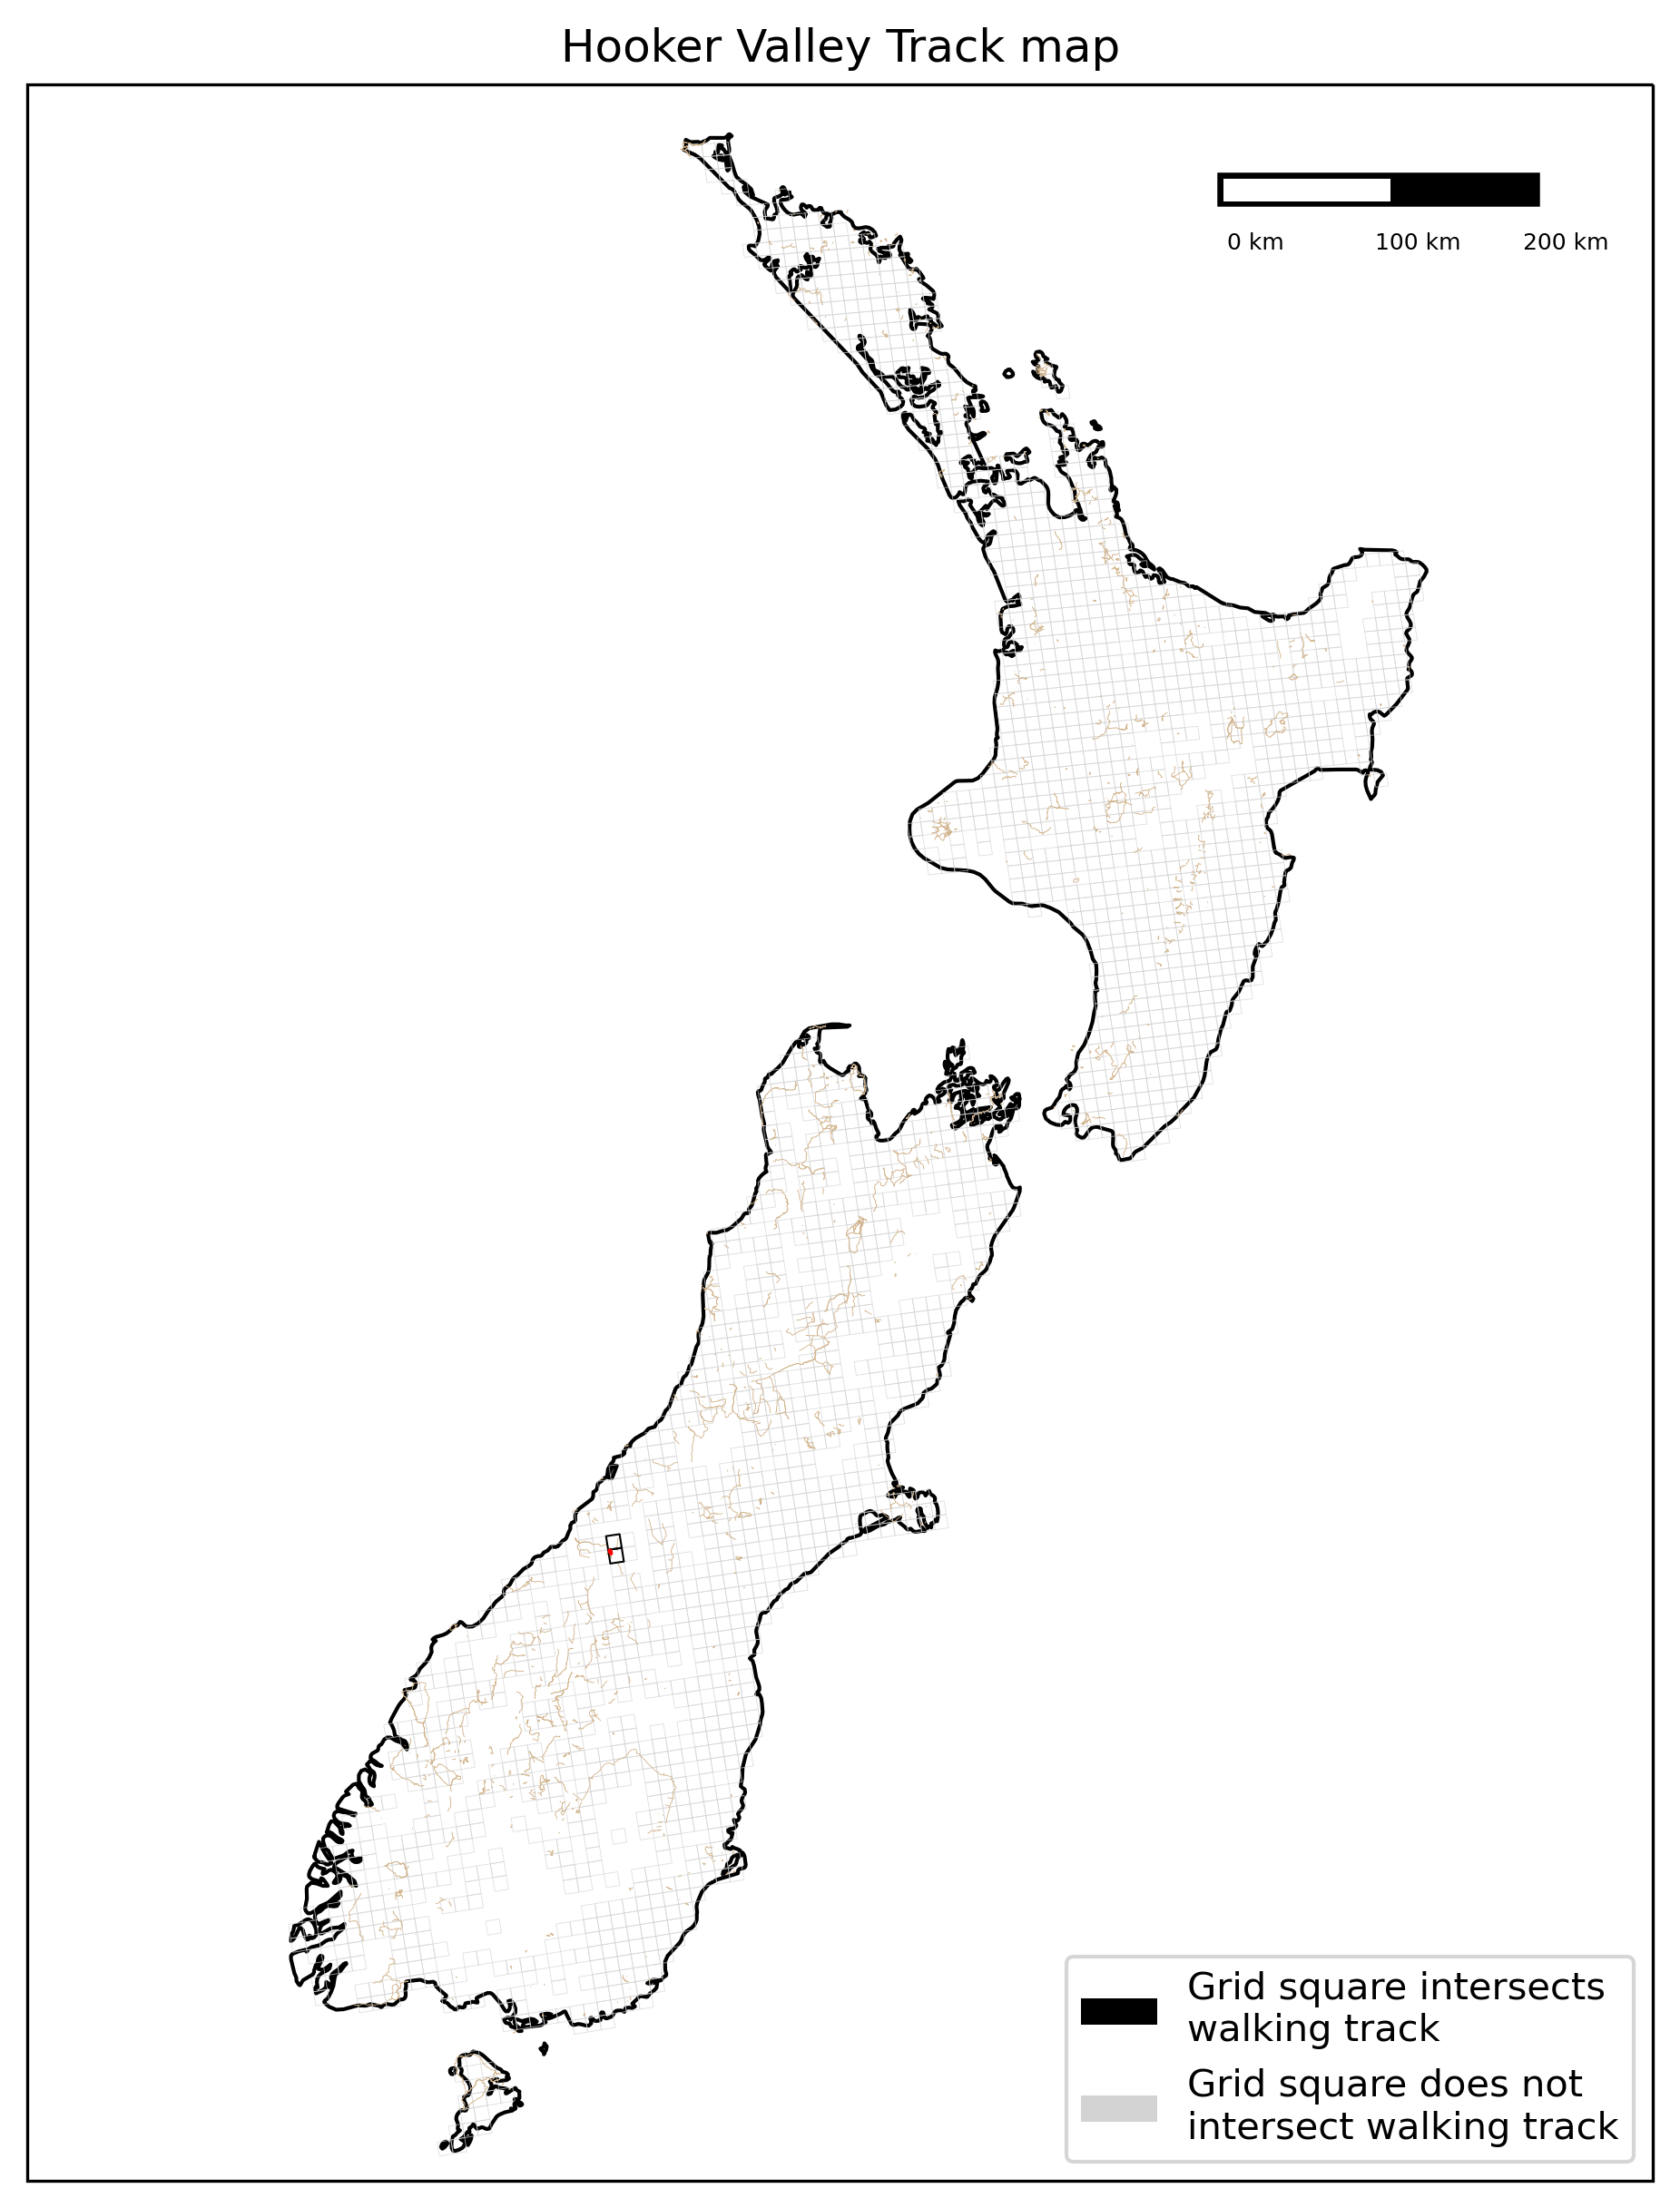 Hooker Valley Track map
0 km 100 km 200 km
Grid square intersects
walking track
Grid square does not
intersect walking track